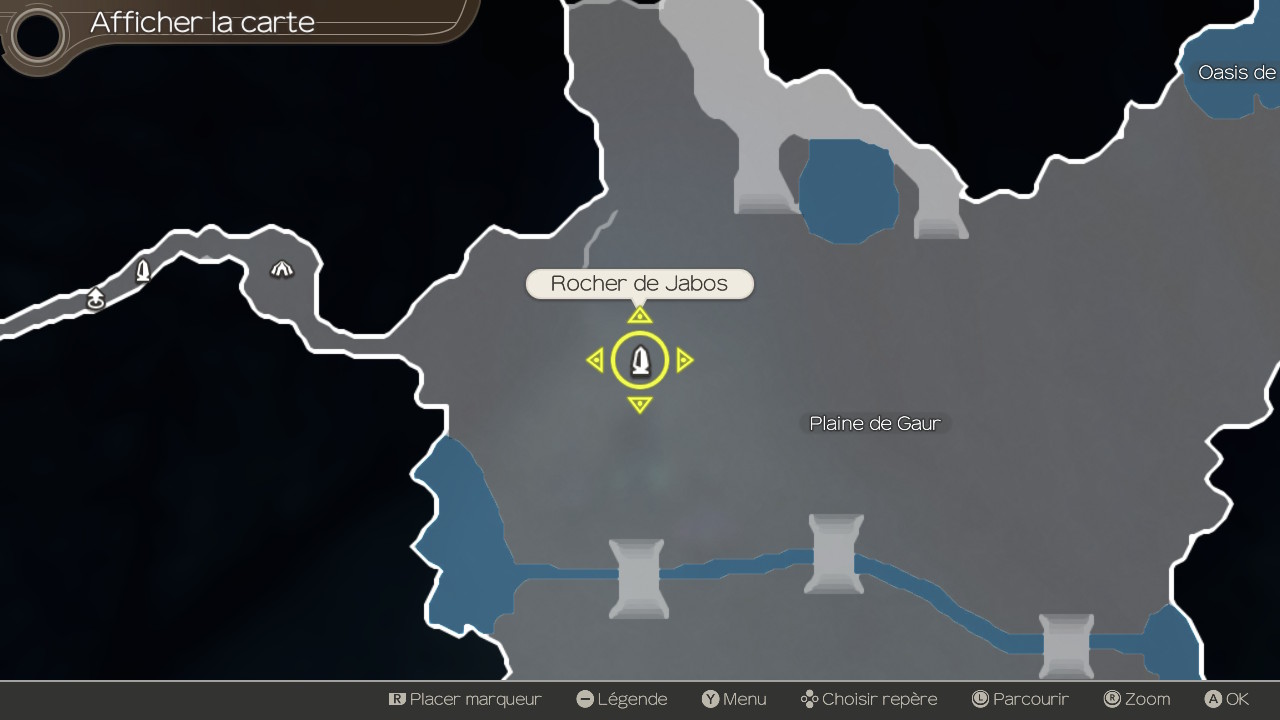 Afficher la carte
Oasis de
Rocher de Jabos
Plaine de Gaur
R Placer marqueur
Légende
Y Menu
Choisir repère
L Parcourir
R Zoom
A OK